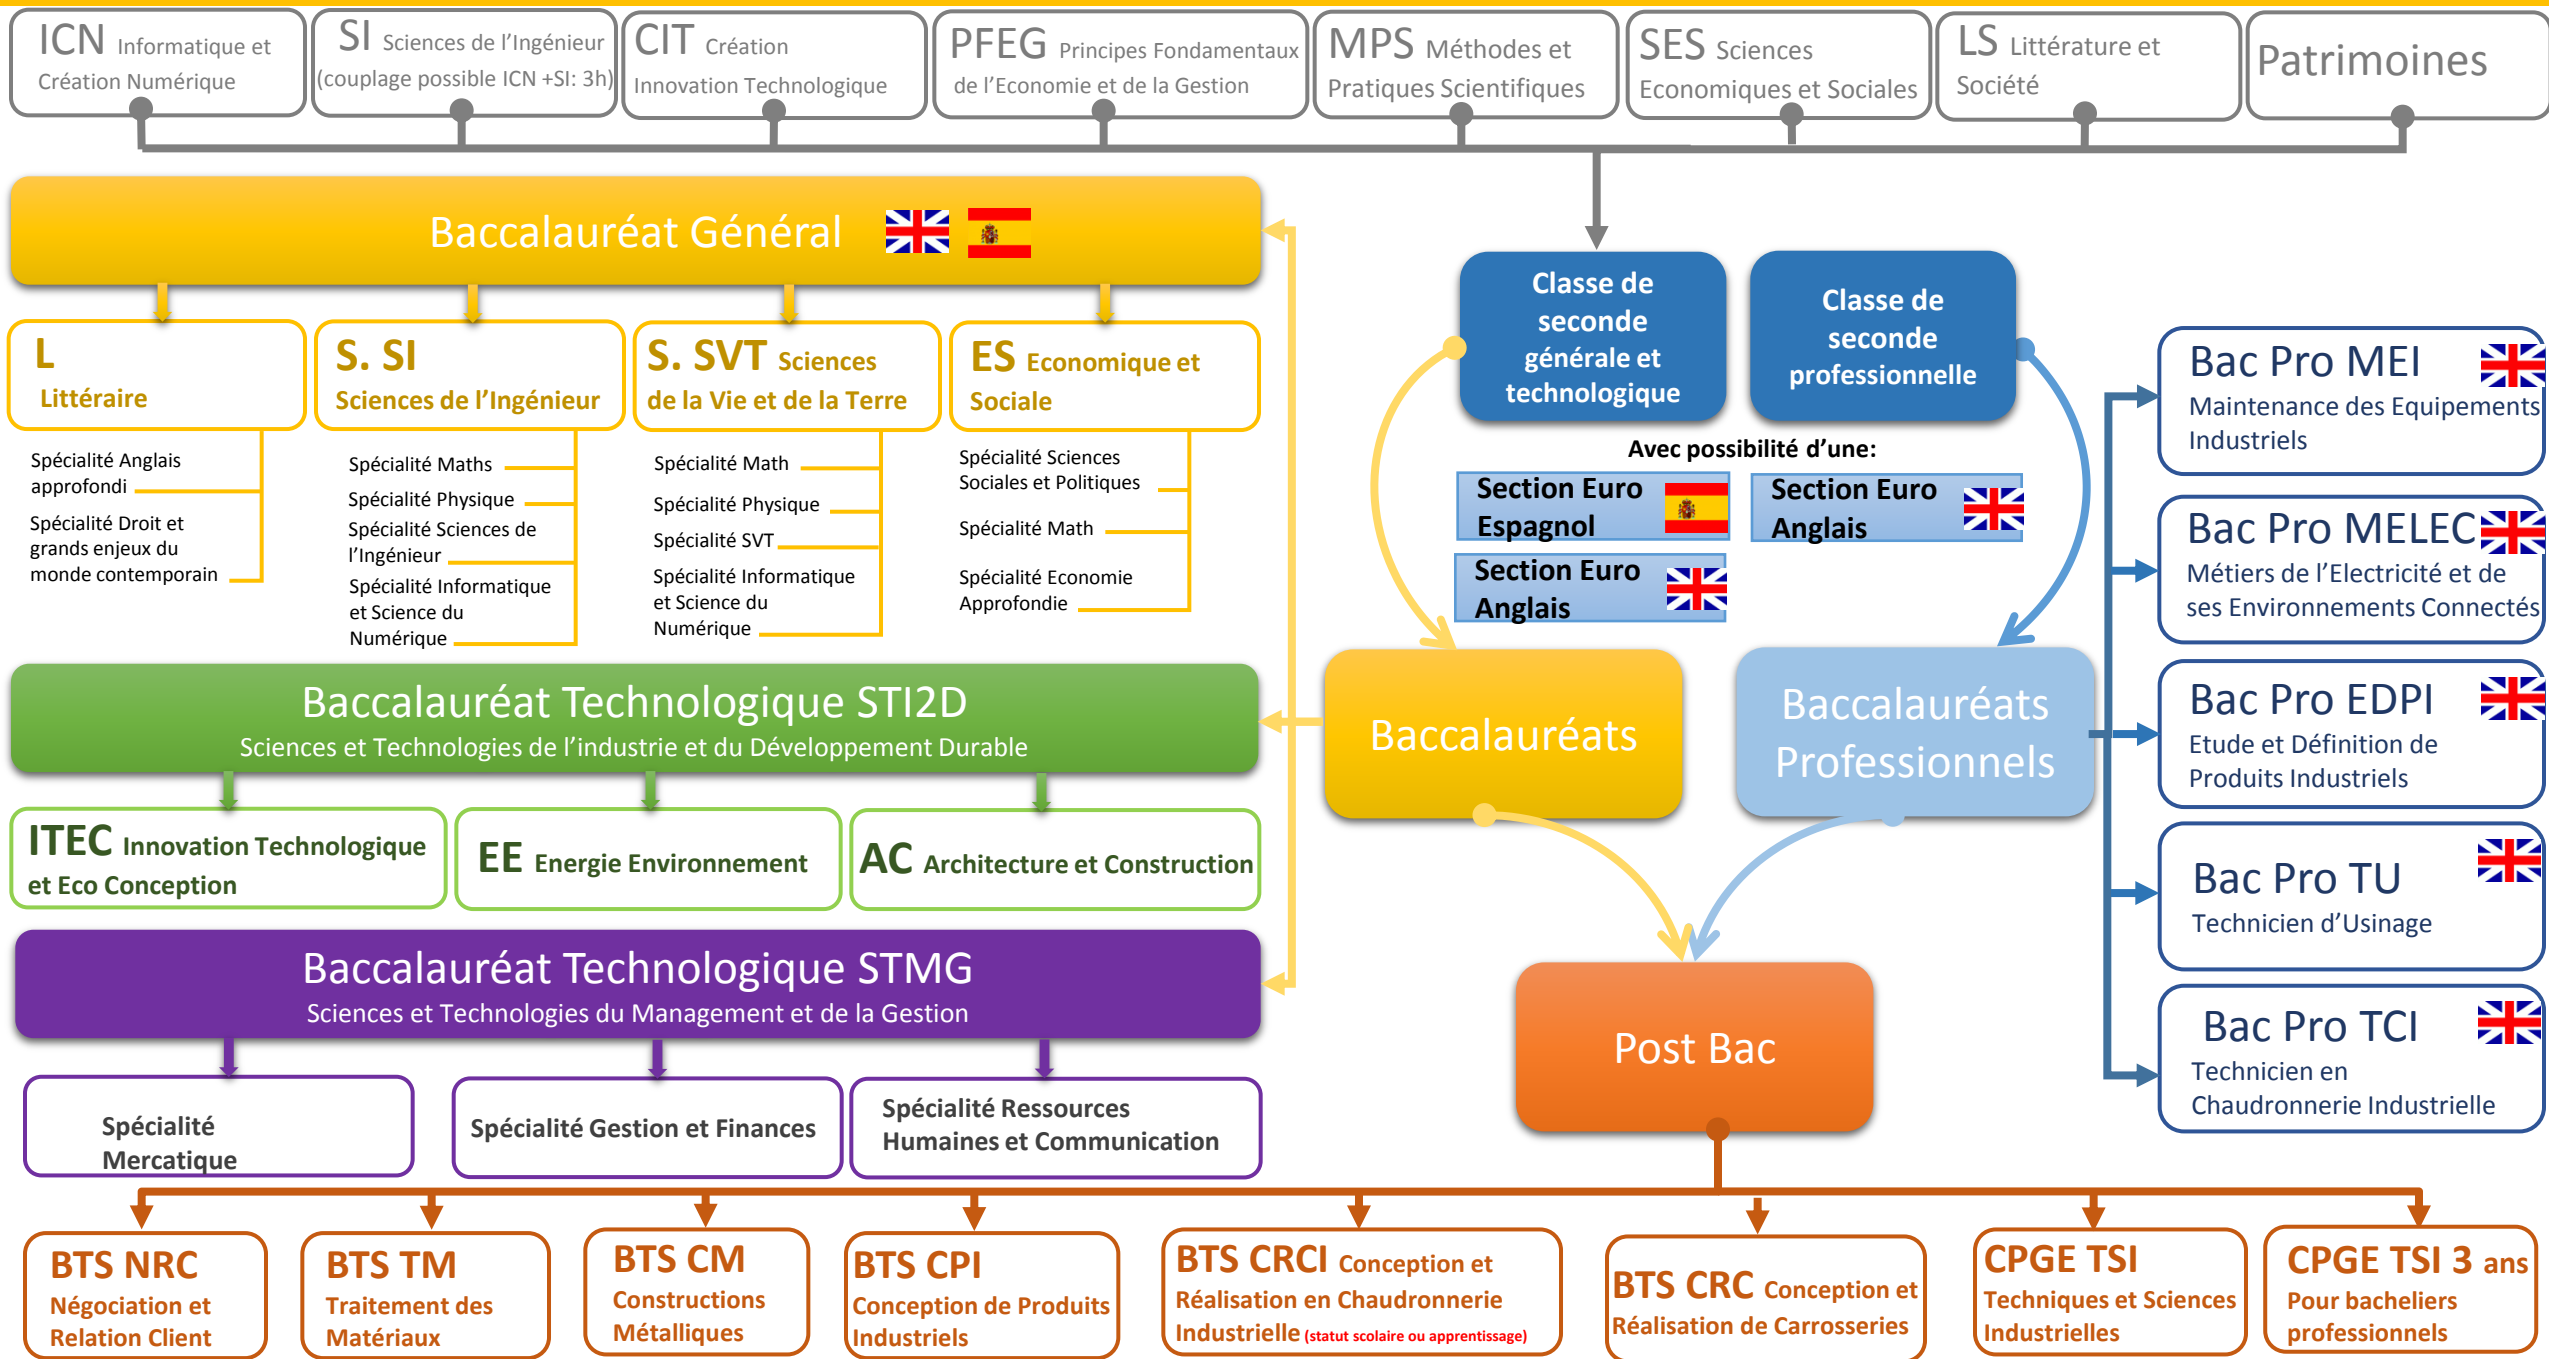 ICN Informatique et
Création Numérique
SI Sciences de l'Ingénieur
(couplage possible ICN +SI: 3h)
CIT Création
Innovation Technologique
PFEG Principes Fondamentaux
de l'Economie et de la Gestion
MPS Méthodes et
Pratiques Scientifiques
SES Sciences
Economiques et Sociales
LS Littérature et
Société
Patrimoines
Baccalauréat Général
L
Littéraire
S. SI
Sciences de l'Ingénieur
S. SVT Sciences
de la Vie et de la Terre
ES Economique et
Sociale
Spécialité Anglais
approfondi
Spécialité Droit et
grands enjeux du
monde contemporain
Spécialité Maths
Spécialité Physique
Spécialité Sciences de
l'Ingénieur
Spécialité Informatique
et Science du
Numérique
Spécialité Math
Spécialité Physique
Spécialité SVT
Spécialité Informatique
et Science du
Numérique
Spécialité Sciences
Sociales et Politiques
Spécialité Math
Spécialité Economie
Approfondie
Classe de
seconde
générale et
technologique
Classe de
seconde
professionnelle
Avec possibilité d'une:
Section Euro
Espagnol
Section Euro
Anglais
Section Euro
Anglais
Bac Pro MEI
Maintenance des Equipements
Industriels
Bac Pro MELEC
Métiers de l'Electricité et de
ses Environnements Connectés
Bac Pro EDPI
Etude et Définition de
Produits Industriels
Bac Pro TU
Technicien d'Usinage
Bac Pro TCI
Technicien en
Chaudronnerie Industrielle
Baccalauréats
Baccalauréats
Professionnels
Baccalauréat Technologique STI2D
Sciences et Technologies de l'industrie et du Développement Durable
ITEC Innovation Technologique
et Eco Conception
EE Energie Environnement
AC Architecture et Construction
Baccalauréat Technologique STMG
Sciences et Technologies du Management et de la Gestion
Spécialité
Mercatique
Spécialité Gestion et Finances
Spécialité Ressources
Humaines et Communication
Post Bac
BTS NRC
Négociation et
Relation Client
BTS TM
Traitement des
Matériaux
BTS CM
Constructions
Métalliques
BTS CPI
Conception de Produits
Industriels
BTS CRCI Conception et
Réalisation en Chaudronnerie
Industrielle (statut scolaire ou apprentissage)
BTS CRC Conception et
Réalisation de Carrosseries
CPGE TSI
Techniques et Sciences
Industrielles
CPGE TSI 3 ans
Pour bacheliers
professionnels